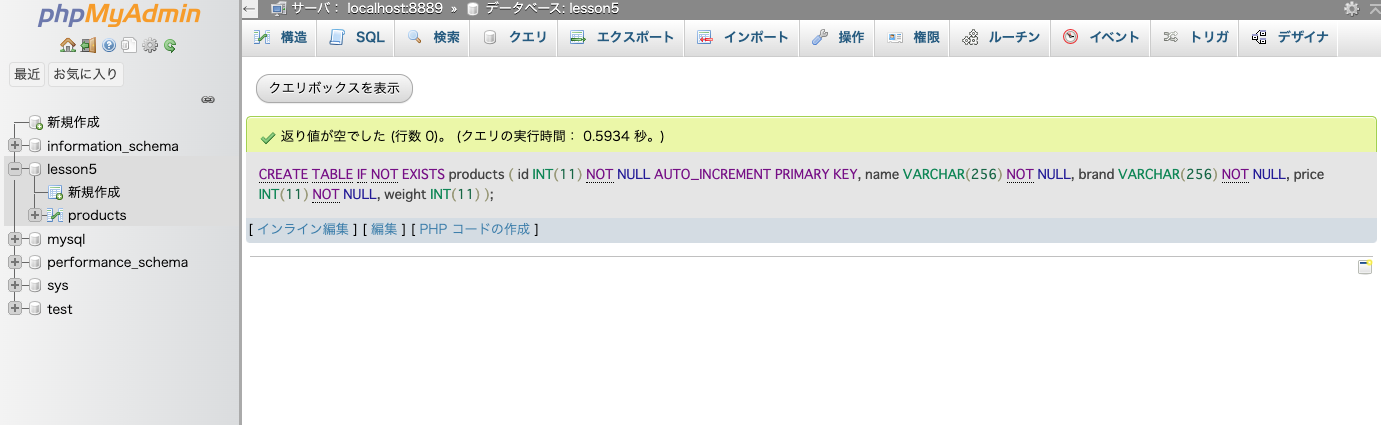 phpMyAdmin
最近 お気に入り
新規作成
information_schema
lesson5
新規作成
products
mysql
performance_schema
sys
test
サーバ： localhost:8889 » データベース: lesson5
構造 SQL 検索 クエリ エクスポート インポート 操作 権限 ルーチン イベント トリガ デザイナ
クエリボックスを表示
返り値が空でした (行数 0)。 (クエリの実行時間： 0.5934 秒。)
CREATE TABLE IF NOT EXISTS products ( id INT(11) NOT NULL AUTO_INCREMENT PRIMARY KEY, name VARCHAR(256) NOT NULL, brand VARCHAR(256) NOT NULL, price
INT(11) NOT NULL, weight INT(11) );
[ インライン編集 ] [ 編集 ] [ PHP コードの作成 ]